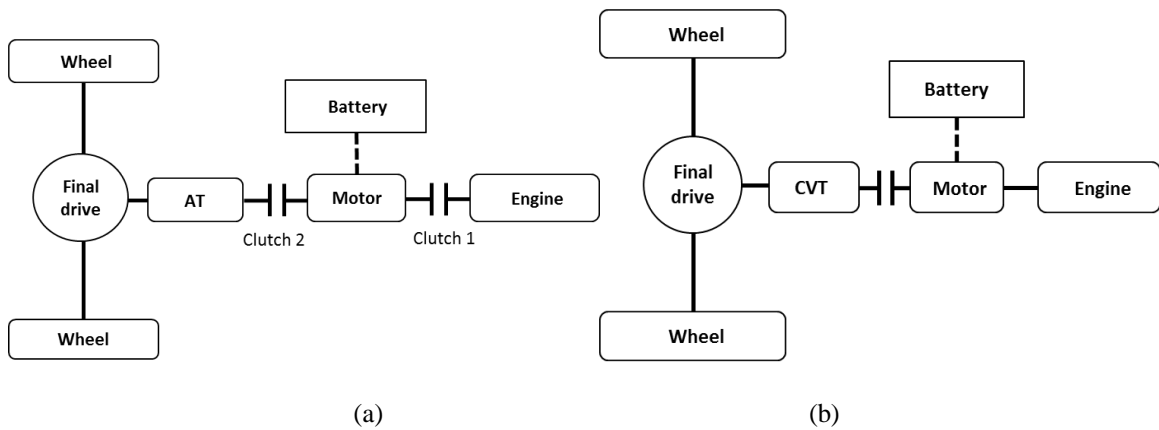 Wheel
Battery
Final
drive
AT
Motor
Engine
Clutch 2
Clutch 1
Wheel
(a)
Wheel
Battery
Final
drive
CVT
Motor
Engine
Wheel
(b)